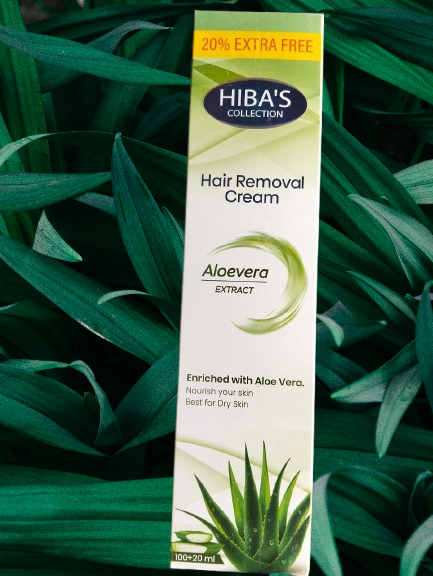 20% EXTRA FREE
HIBA'S
COLLECTION
Hair Removal
Cream
Aloevera
EXTRACT
Enriched with Aloe Vera.
Nourish your skin
Best for Dry Skin
100+20 ml